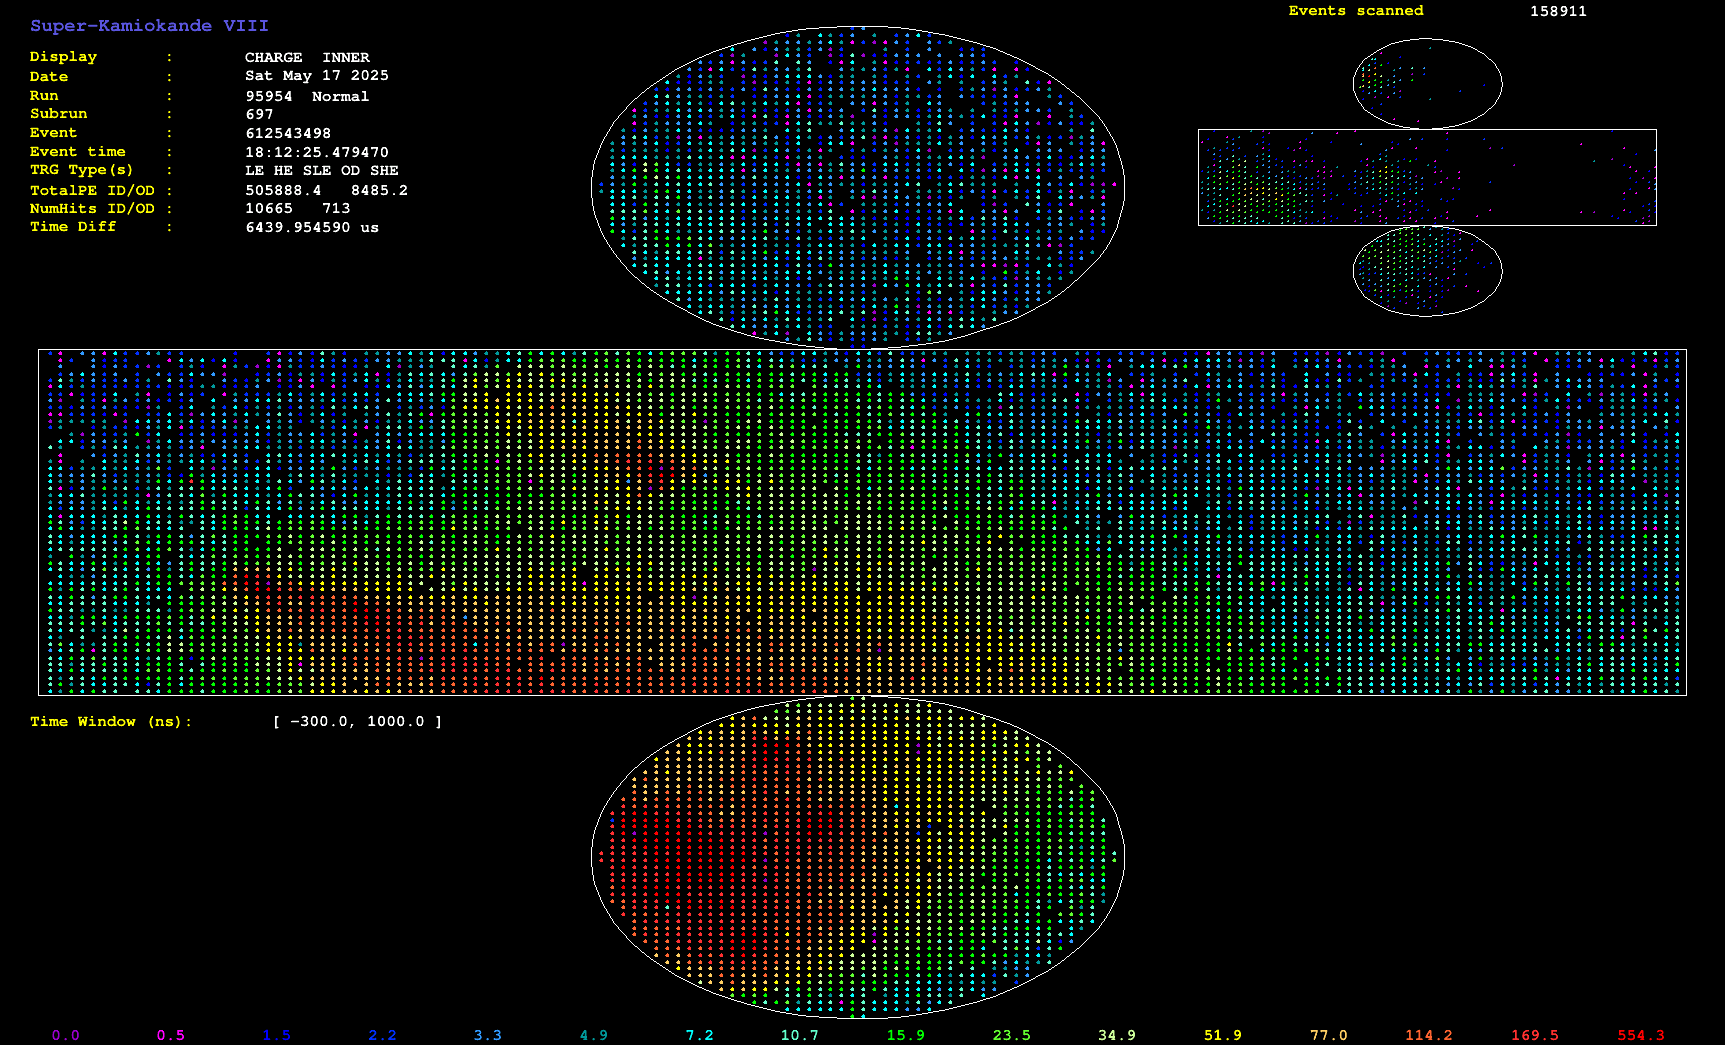 Super-Kamiokande VIII
Display : CHARGE INNER
Date : Sat May 17 2025
Run : 95954 Normal
Subrun : 697
Event : 612543498
Event time : 18:12:25.479470
TRG Type(s) : LE HE SLE OD SHE
TotalPE ID/OD : 505888.4 8485.2
NumHits ID/OD : 10665 713
Time Diff : 6439.954590 us
Events scanned 158911
Time Window (ns): [ -300.0, 1000.0 ]
0.0 0.5 1.5 2.2 3.3 4.9 7.2 10.7 15.9 23.5 34.9 51.9 77.0 114.2 169.5 554.3